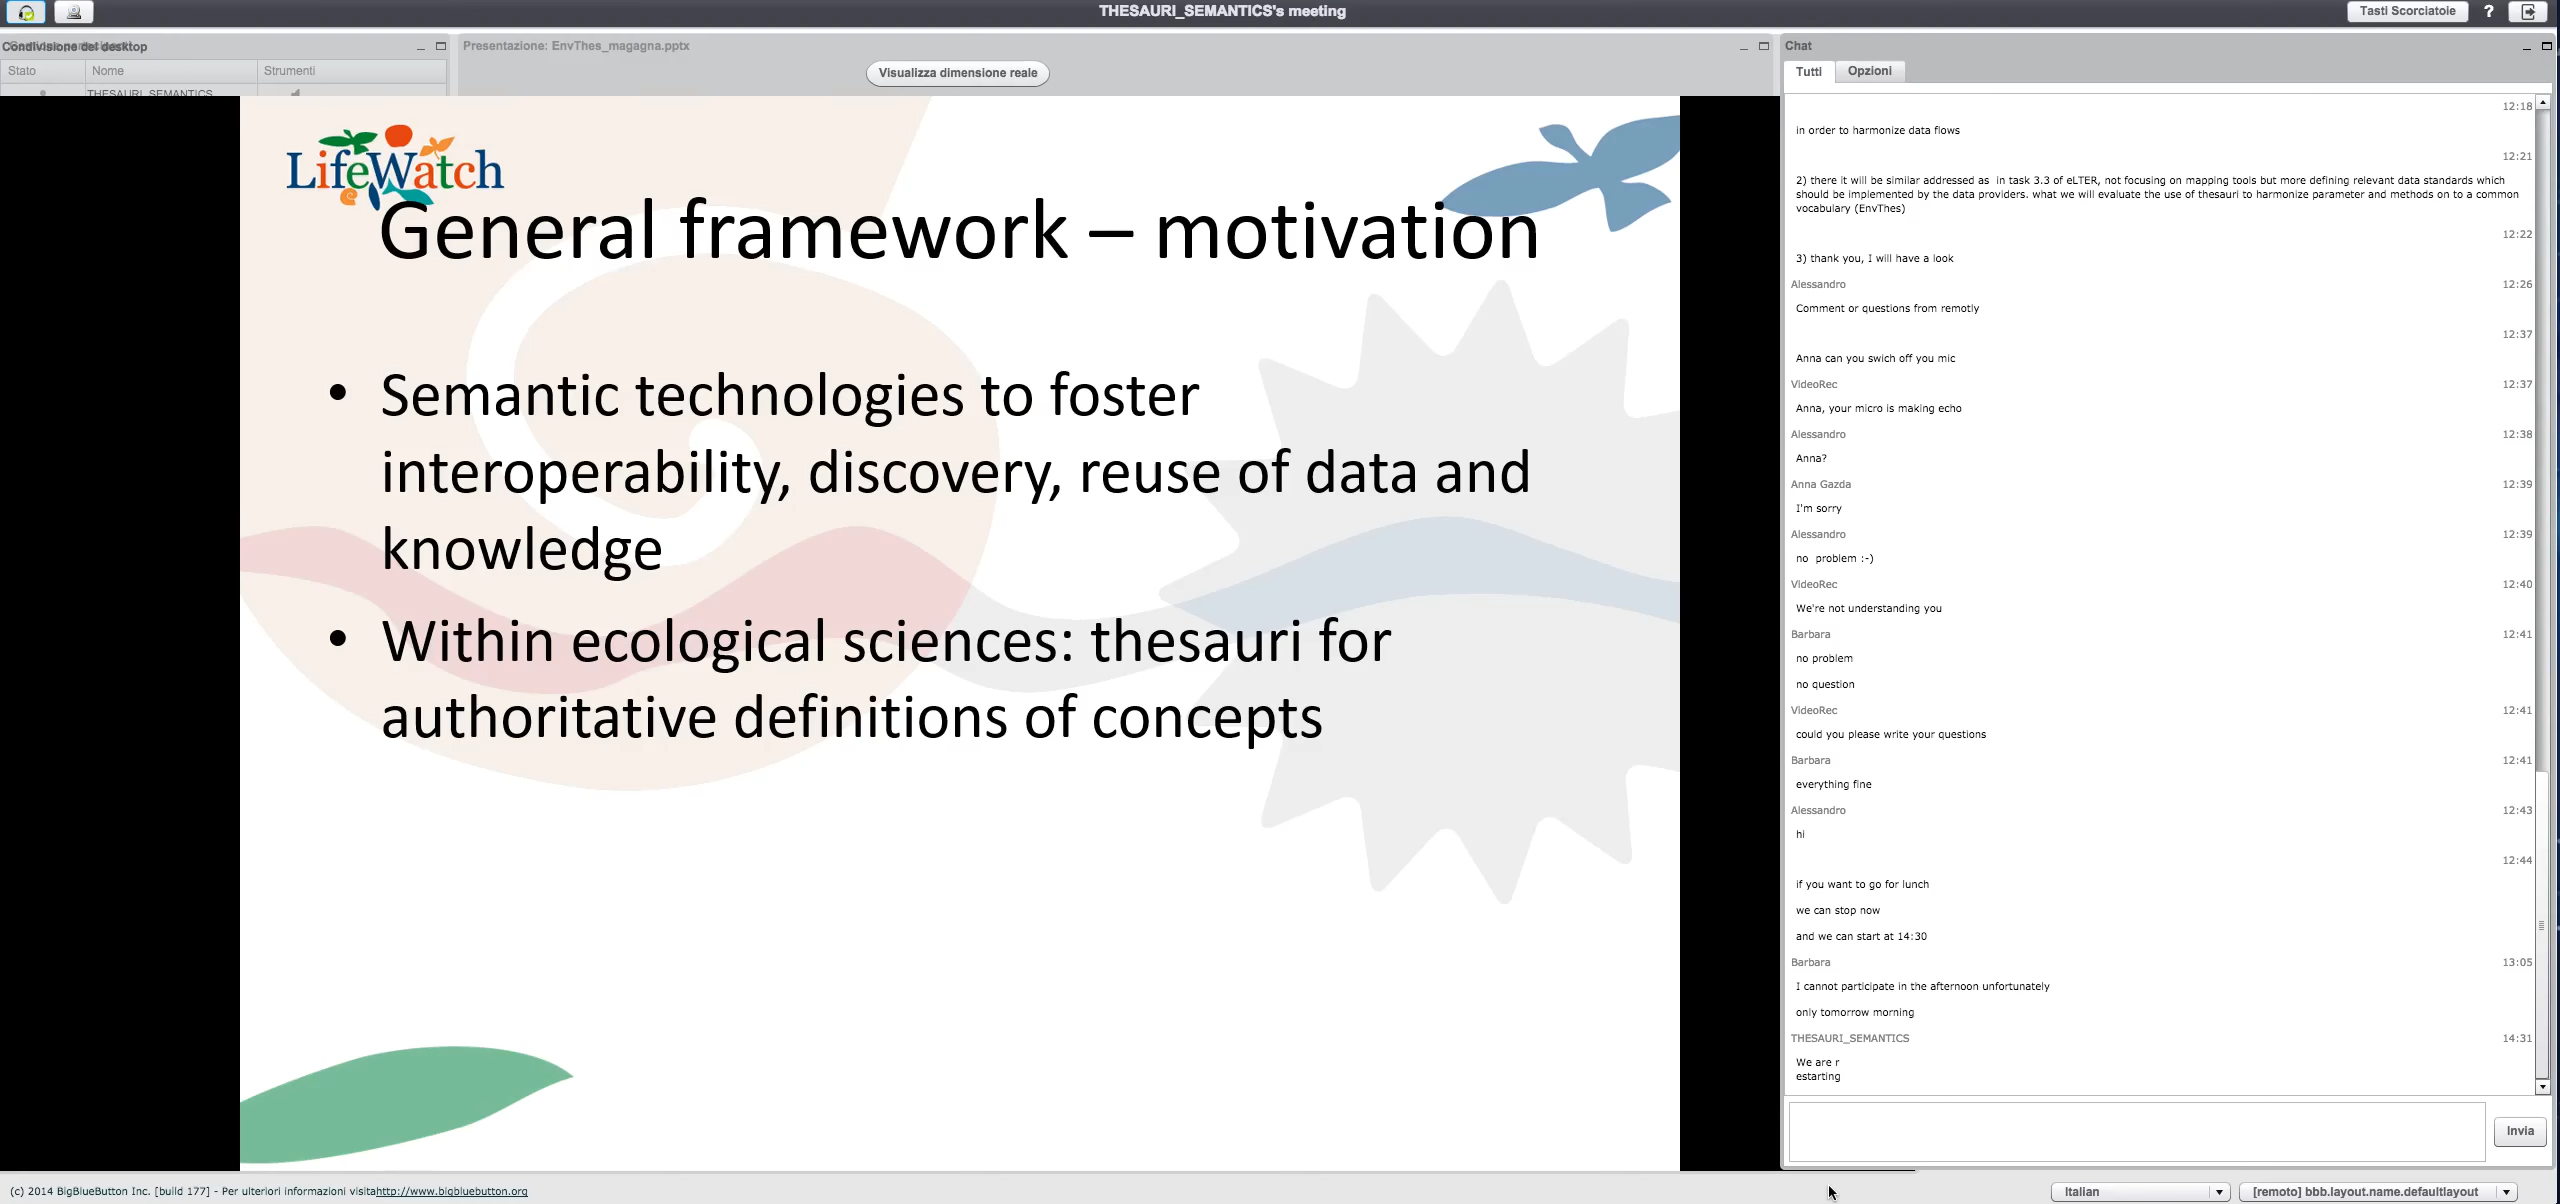 THESAURI_SEMANTICS's meeting
Tasti Scorciatoie
?
Condivisione del desktop
Stato Nome Strumenti
THESAURI_SEMANTICS
Presentazione: EnvThes_magagna.pptx
Visualizza dimensione reale
LifeWatch
General framework – motivation
• Semantic technologies to foster
interoperability, discovery, reuse of data and
knowledge
• Within ecological sciences: thesauri for
authoritative definitions of concepts
Chat
Tutti Opzioni
12:18
in order to harmonize data flows
12:21
2) there it will be similar addressed as  in task 3.3 of eLTER, not focusing on mapping tools but more defining relevant data standards which
should be implemented by the data providers. what we will evaluate the use of thesauri to harmonize parameter and methods on to a common
vocabulary (EnvThes)
12:22
3) thank you, I will have a look
Alessandro 12:26
Comment or questions from remotly
12:37
Anna can you swich off you mic
VideoRec 12:37
Anna, your micro is making echo
Alessandro 12:38
Anna?
Anna Gazda 12:39
I'm sorry
Alessandro 12:39
no  problem :-)
VideoRec 12:40
We're not understanding you
Barbara 12:41
no problem
no question
VideoRec 12:41
could you please write your questions
Barbara 12:41
everything fine
Alessandro 12:43
hi
12:44
if you want to go for lunch
we can stop now
and we can start at 14:30
Barbara 13:05
I cannot participate in the afternoon unfortunately
only tomorrow morning
THESAURI_SEMANTICS 14:31
We are r
estarting
Invia
(c) 2014 BigBlueButton Inc. [build 177] - Per ulteriori informazioni visitahttp://www.bigbluebutton.org
Italian
[remoto] bbb.layout.name.defaultlayout